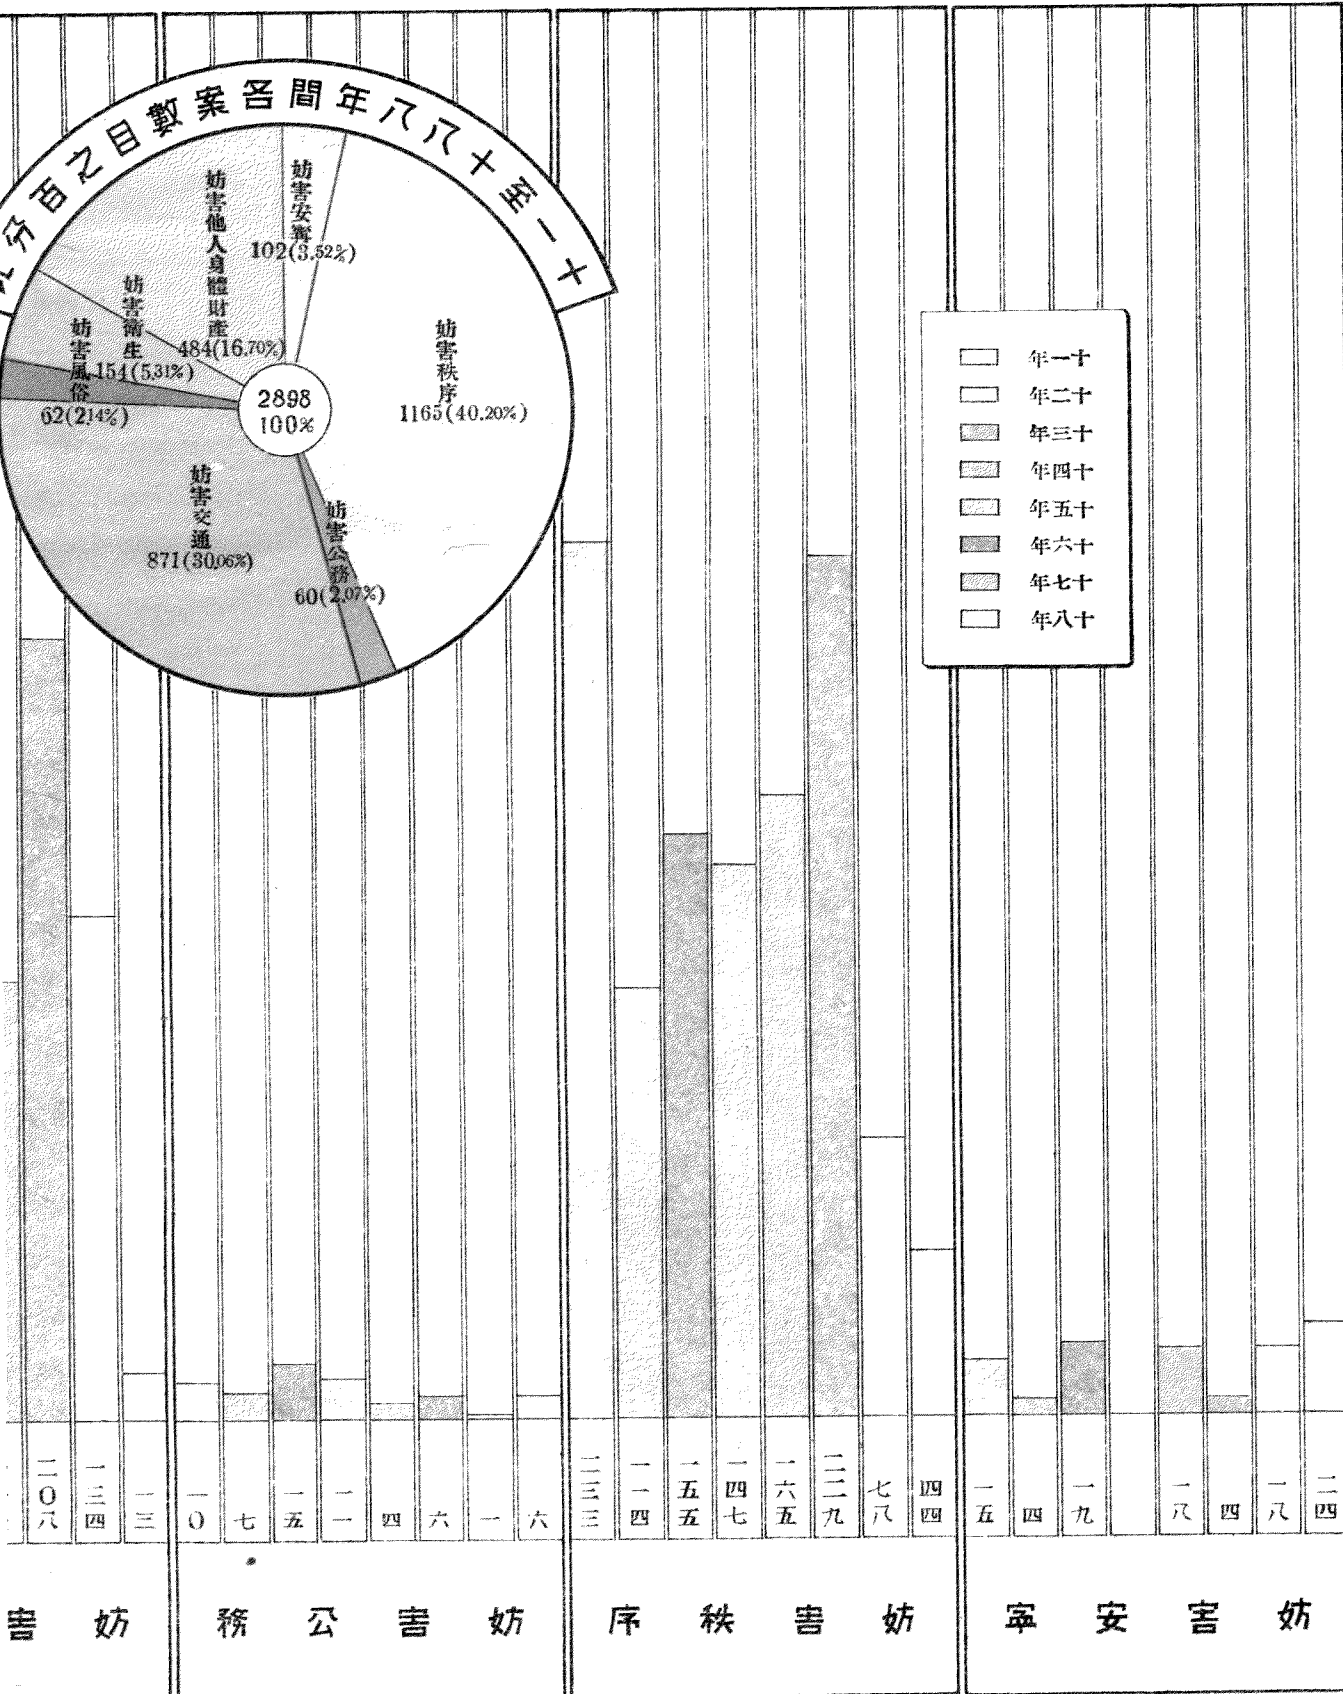 十一至十八八年間各案數目之百分
妨害安寧
102(3.52%)
妨害秩序
1165(40.20%)
妨害公務
60(2.07%)
妨害交通
871(30.06%)
妨害風俗
62(2.14%)
妨害衛生
154(5.31%)
妨害他人身體財產
484(16.70%)
2898
100%
十一年
十二年
十三年
十四年
十五年
十六年
十七年
十八年
二四
一八
四
一八
一九
四
一五
妨害安寧
四四
七八
二二九
一六五
一四七
一五五
一一四
二三三
妨害秩序
六
一
六
四
一一
一五
七
一〇
妨害公務
一三
一三四
二〇八
妨害